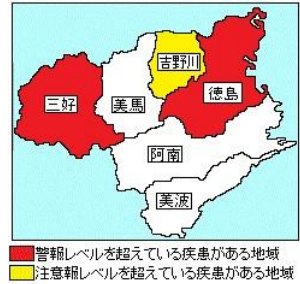 吉野川
徳島
三好
美馬
阿南
美波
警報レベルを超えている疾患がある地域
注意報レベルを超えている疾患がある地域